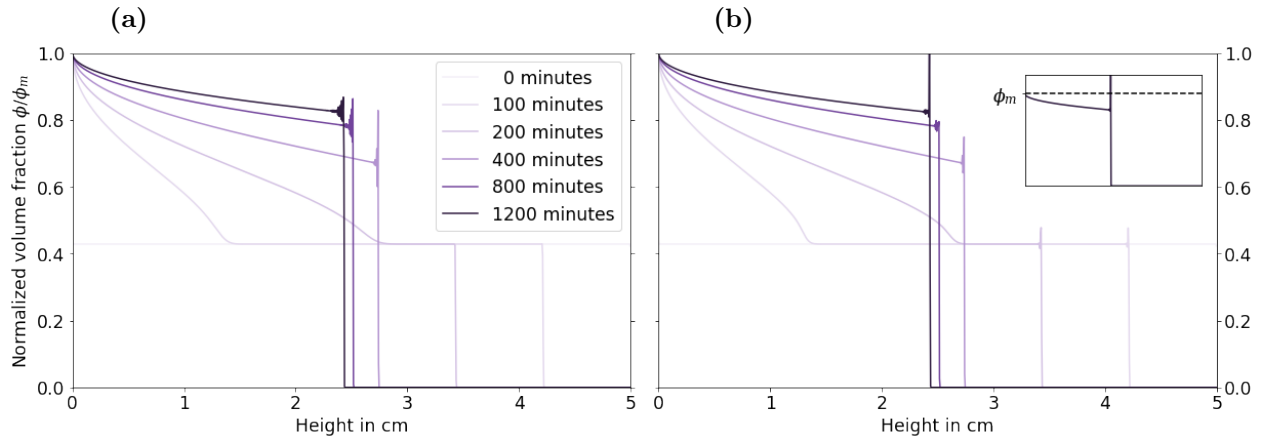 (a)
(b)
Normalized volume fraction ϕ/ϕm
1.0
0.8
0.6
0.4
0.2
0.0
0 minutes
100 minutes
200 minutes
400 minutes
800 minutes
1200 minutes
0
1
2
3
4
5
Height in cm
ϕm
0
1
2
3
4
5
Height in cm
1.0
0.8
0.6
0.4
0.2
0.0